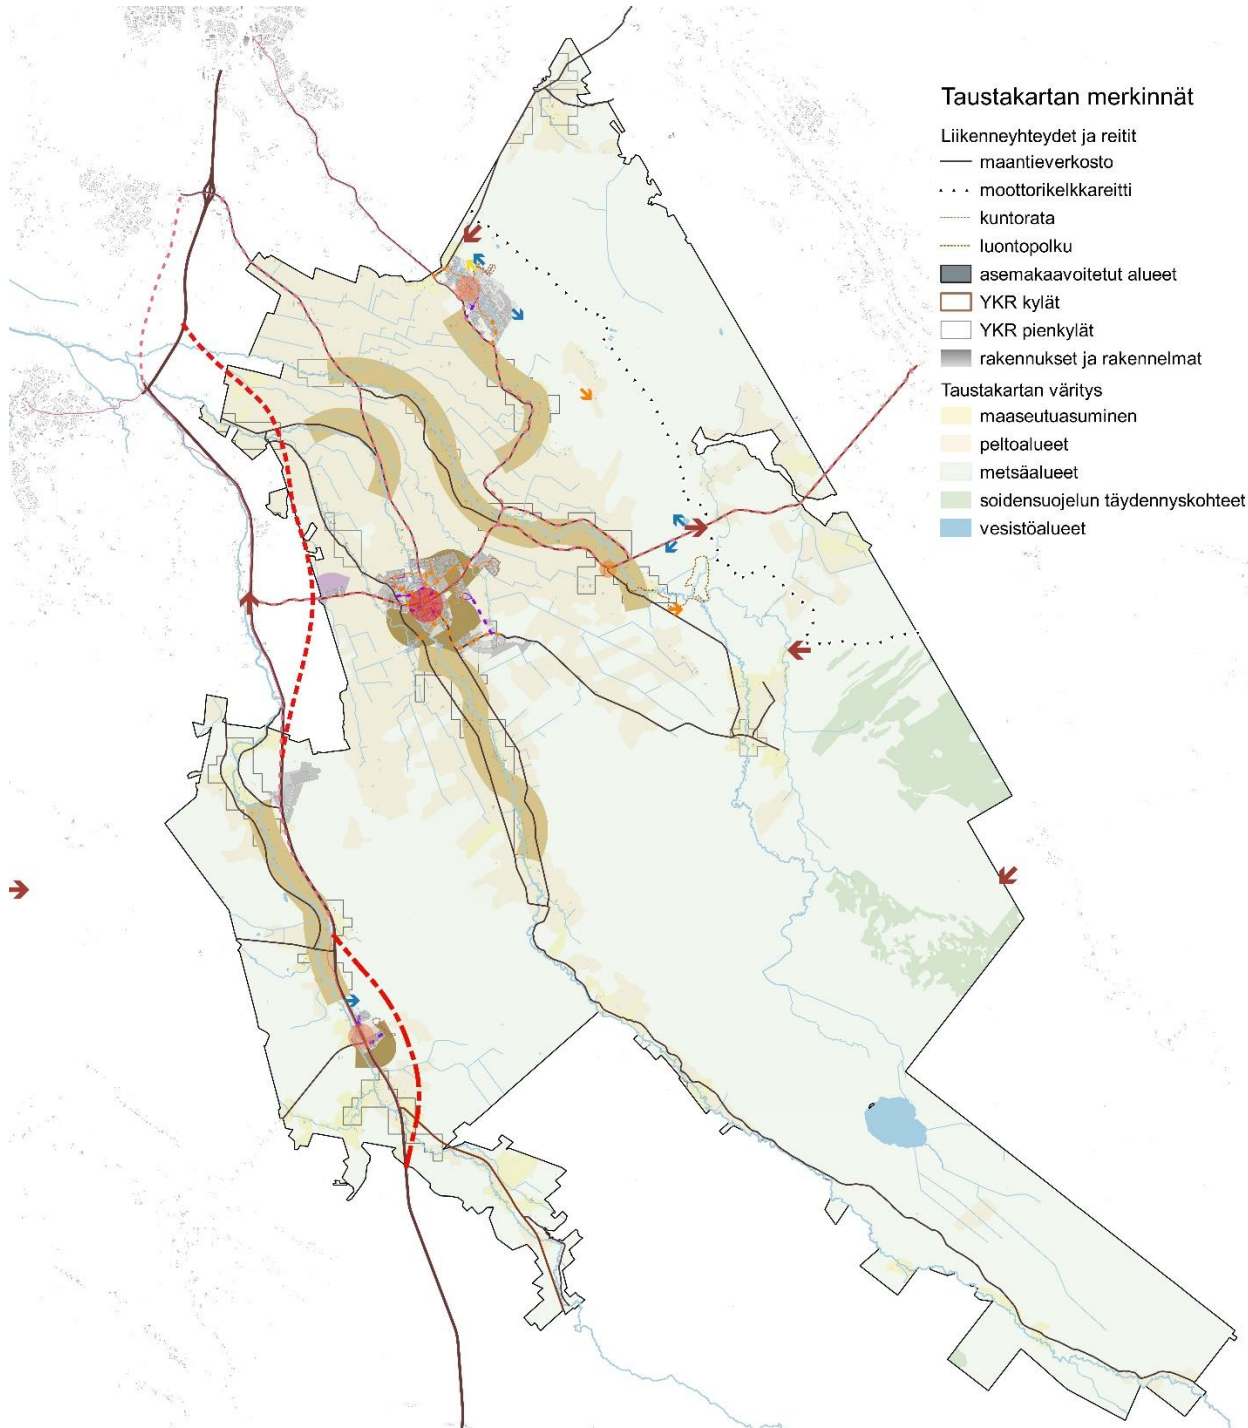 Taustakartan merkinnät
Liikenneyhteydet ja reitit
maantieverkosto
moottorikelkkareitti
kuntorata
luontopolku
asemakaavoitetut alueet
YKR kylät
YKR pienkylät
rakennukset ja rakennelmat
Taustakartan väritys
maaseutuasuminen
peltoalueet
metsäalueet
soidensuojelun täydennyskohteet
vesistöalueet